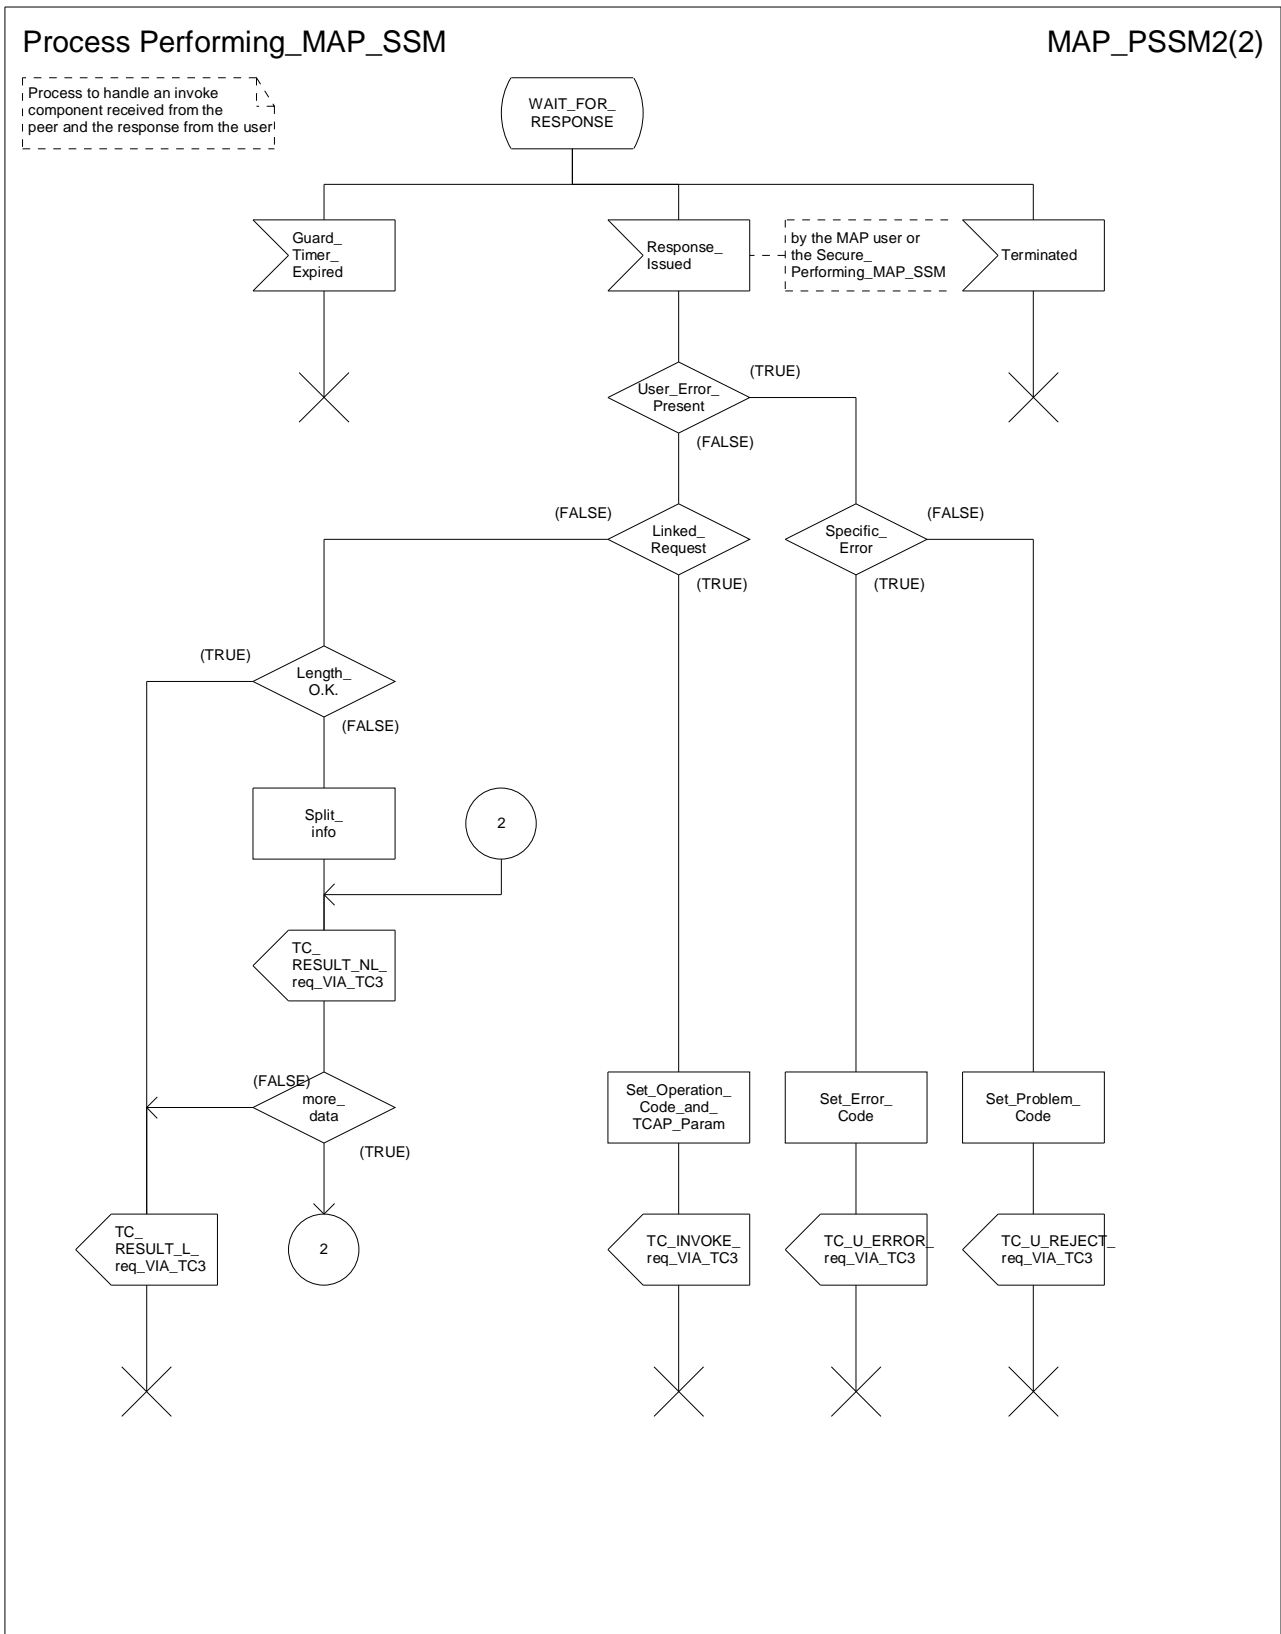 Process Performing_MAP_SSM
MAP_PSSM2(2)
Process to handle an invoke
component received from the
peer and the response from the user
WAIT_FOR_
RESPONSE
Guard_
Timer_
Expired
Response_
Issued
by the MAP user or
the Secure_
Performing_MAP_SSM
Terminated
User_Error_
Present
(TRUE)
(FALSE)
(FALSE)
Linked_
Request
(TRUE)
Specific_
Error
(FALSE)
(TRUE)
(TRUE)
Length_
O.K.
(FALSE)
Split_
info
2
TC_
RESULT_NL_
req_VIA_TC3
(FALSE)
more_
data
(TRUE)
Set_Operation_
Code_and_
TCAP_Param
Set_Error_
Code
Set_Problem_
Code
TC_
RESULT_L_
req_VIA_TC3
2
TC_INVOKE_
req_VIA_TC3
TC_U_ERROR_
req_VIA_TC3
TC_U_REJECT_
req_VIA_TC3